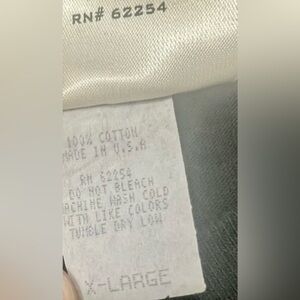 RN# 62254
100% COTTON
MADE IN U.S.A
RN 62254
DO NOT BLEACH
MACHINE WASH COLD
WITH LIKE COLORS
TUMBLE DRY LOW
X-LARGE